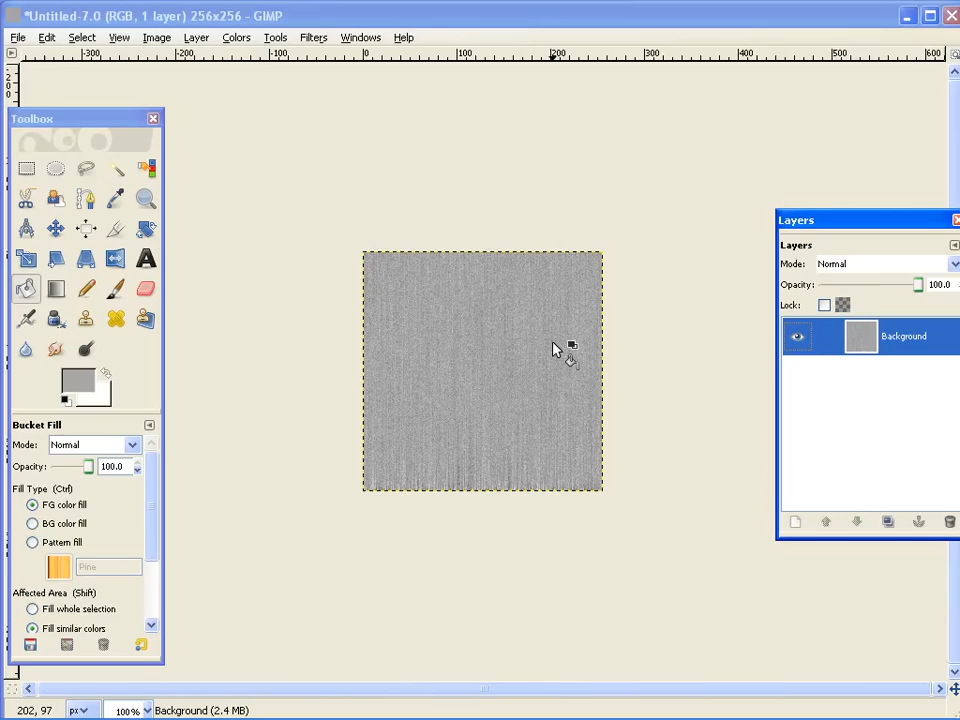 *Untitled-7.0 (RGB, 1 layer) 256x256 - GIMP
File Edit Select View Image Layer Colors Tools Filters Windows Help
-300 -200 -100 0 100 200 300 400 500 600
Toolbox
Layers
Layers
Mode: Normal
Opacity: 100.0
Lock:
Background
Bucket Fill
Mode: Normal
Opacity: 100.0
Fill Type (Ctrl)
FG color fill
BG color fill
Pattern fill
Pine
Affected Area (Shift)
Fill whole selection
Fill similar colors
202, 97 px 100% Background (2.4 MB)